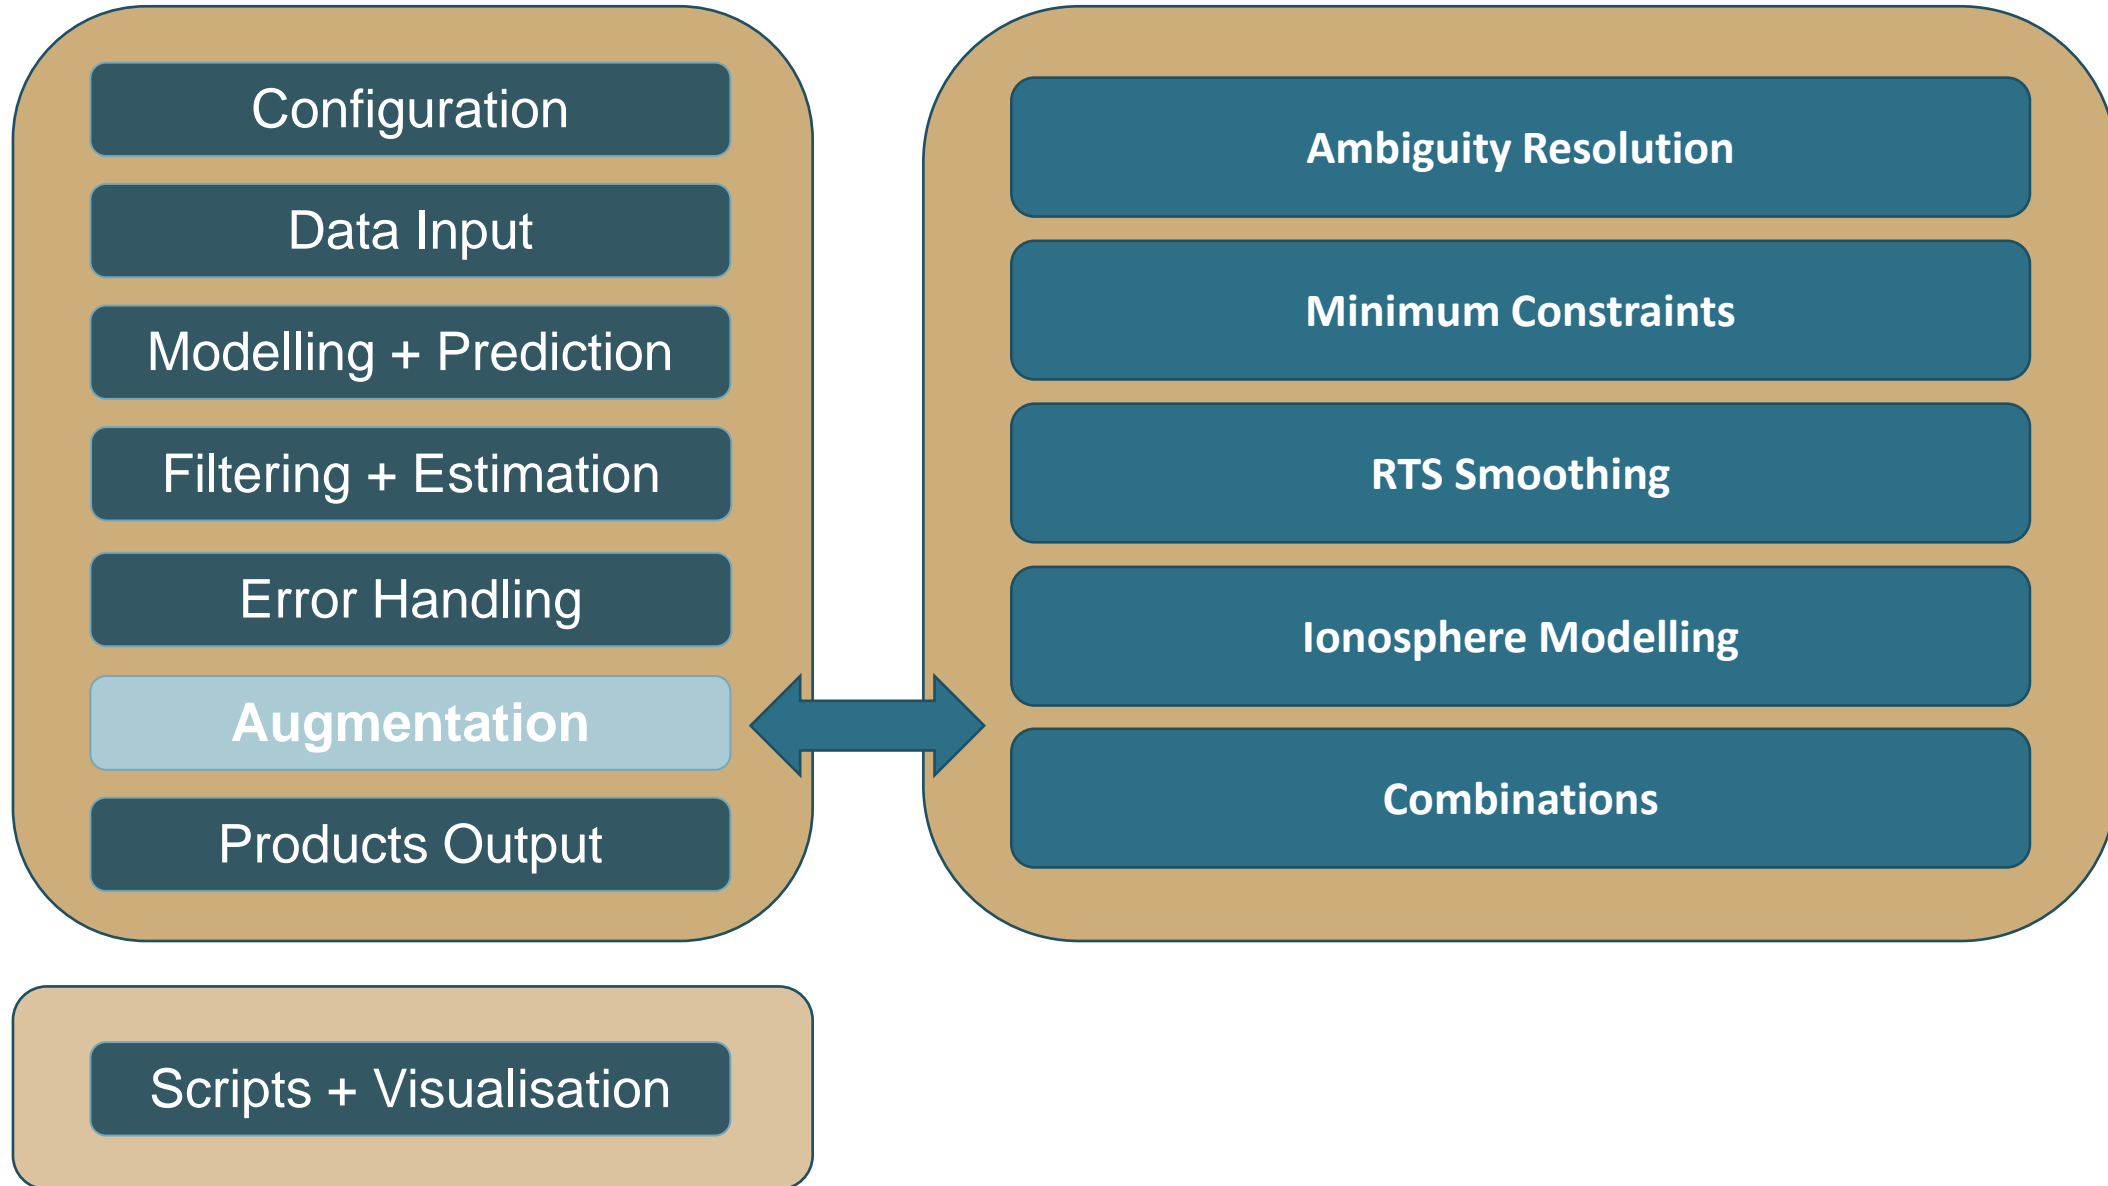 Configuration
Data Input
Modelling + Prediction
Filtering + Estimation
Error Handling
Augmentation
Products Output
Scripts + Visualisation
Ambiguity Resolution
Minimum Constraints
RTS Smoothing
Ionosphere Modelling
Combinations